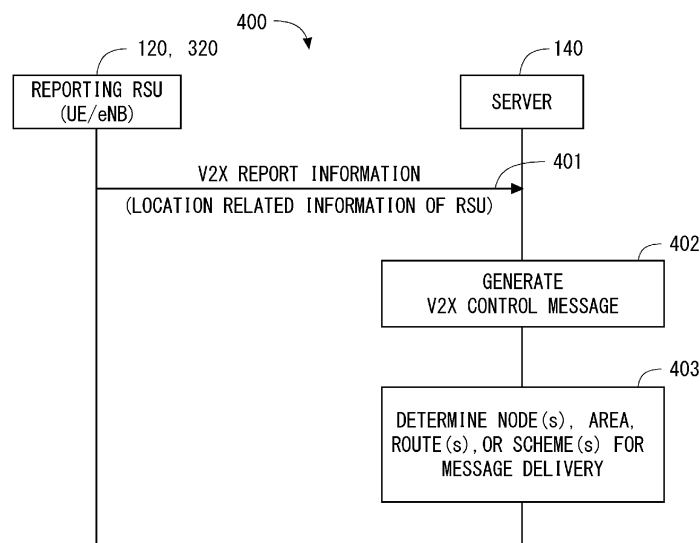 400
120, 320
140
REPORTING RSU
(UE/eNB)
SERVER
V2X REPORT INFORMATION
401
(LOCATION RELATED INFORMATION OF RSU)
402
GENERATE
V2X CONTROL MESSAGE
403
DETERMINE NODE(s), AREA,
ROUTE(s), OR SCHEME(s) FOR
MESSAGE DELIVERY